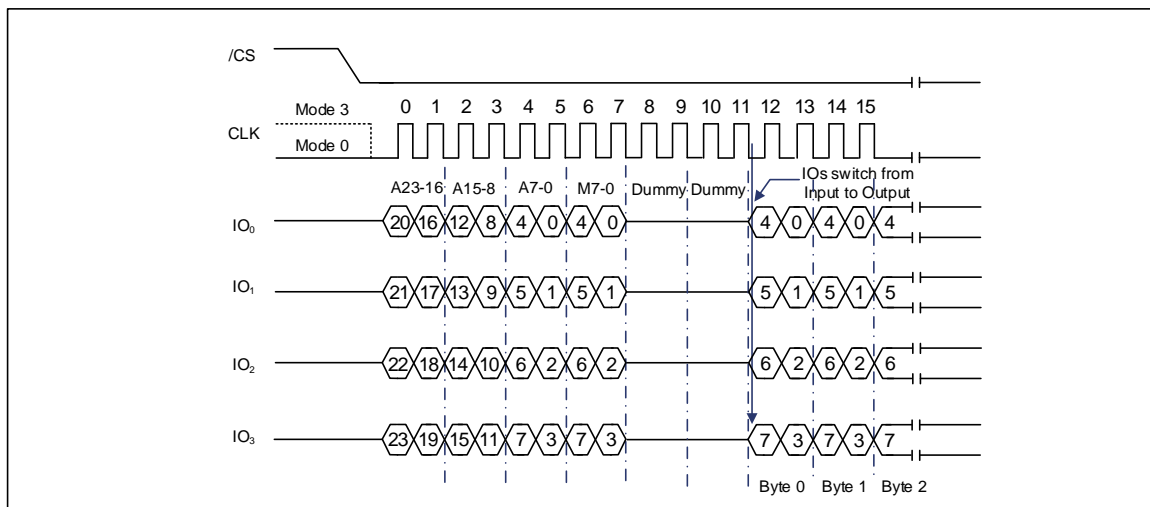 /CS
Mode 3 0 1 2 3 4 5 6 7 8 9 10 11 12 13 14 15
CLK
Mode 0
IOs switch from
Input to Output
A23-16 A15-8 A7-0 M7-0 Dummy Dummy
IO₀ 20 16 12 8 4 0 4 0 4 0 4 0 4
IO₁ 21 17 13 9 5 1 5 1 5 1 5 1 5
IO₂ 22 18 14 10 6 2 6 2 6 2 6 2 6
IO₃ 23 19 15 11 7 3 7 3 7 3 7 3 7
Byte 0 Byte 1 Byte 2